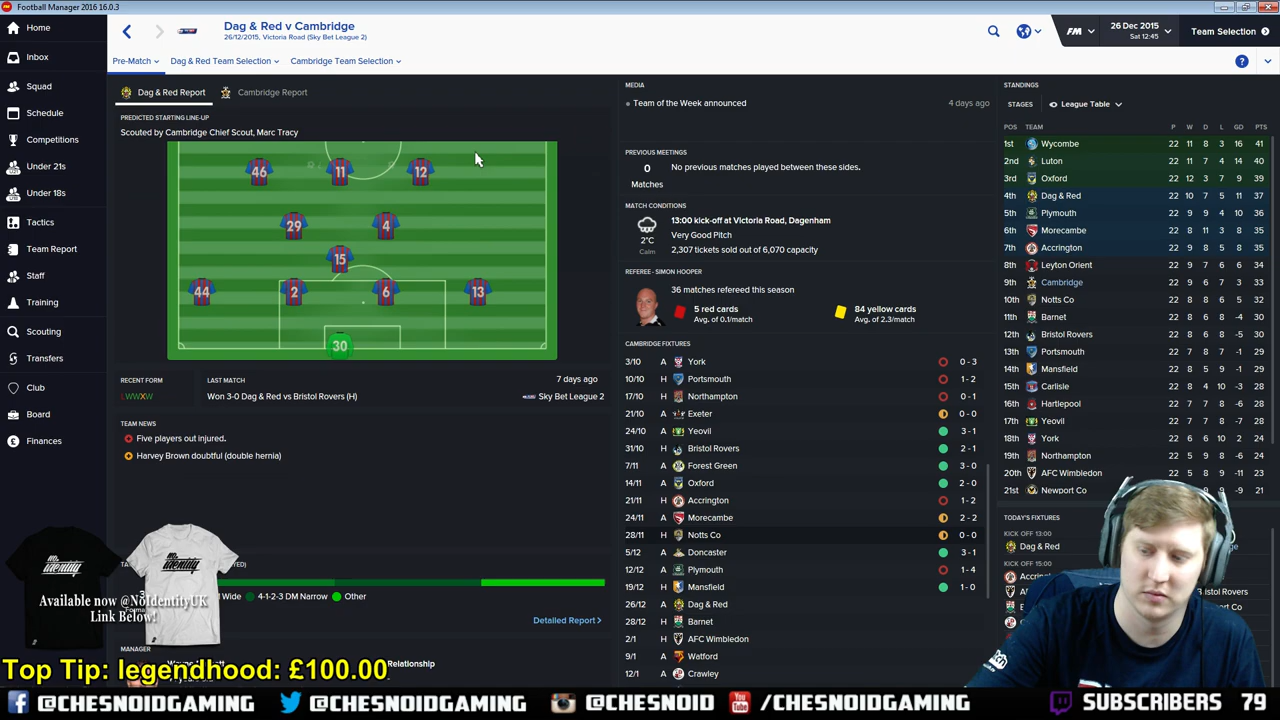 Football Manager 2016 16.0.3
Home
Inbox
Squad
Schedule
Competitions
Under 21s
Under 18s
Tactics
Team Report
Staff
Training
Scouting
Transfers
Club
Board
Finances
Dag & Red v Cambridge
26/12/2015, Victoria Road (Sky Bet League 2)
FM
26 Dec 2015
Sat 12:45
Team Selection
Pre-Match
Dag & Red Team Selection
Cambridge Team Selection
?
Dag & Red Report
Cambridge Report
PREDICTED STARTING LINE-UP
Scouted by Cambridge Chief Scout, Marc Tracy
46 11 12
29 4
15
44 2 6 13
30
RECENT FORM
LWWXW
LAST MATCH
7 days ago
Won 3-0 Dag & Red vs Bristol Rovers (H)
Sky Bet League 2
TEAM NEWS
Five players out injured.
Harvey Brown doubtful (double hernia)
Wide
4-1-2-3 DM Narrow
Other
Detailed Report >
MANAGER
Relationship
MEDIA
Team of the Week announced
4 days ago
PREVIOUS MEETINGS
0
Matches
No previous matches played between these sides.
MATCH CONDITIONS
2°C
Calm
13:00 kick-off at Victoria Road, Dagenham
Very Good Pitch
2,307 tickets sold out of 6,070 capacity
REFEREE - SIMON HOOPER
36 matches refereed this season
5 red cards
Avg. of 0.1/match
84 yellow cards
Avg. of 2.3/match
CAMBRIDGE FIXTURES
3/10 A York 0 - 3
10/10 H Portsmouth 1 - 2
17/10 H Northampton 0 - 1
21/10 A Exeter 0 - 0
24/10 A Yeovil 3 - 1
31/10 H Bristol Rovers 2 - 1
7/11 A Forest Green 3 - 0
14/11 A Oxford 2 - 0
21/11 H Accrington 1 - 2
24/11 A Morecambe 2 - 2
28/11 H Notts Co 0 - 0
5/12 A Doncaster 3 - 1
12/12 A Plymouth 1 - 4
19/12 H Mansfield 1 - 0
26/12 A Dag & Red
28/12 H Barnet
2/1 H AFC Wimbledon
9/1 A Watford
12/1 A Crawley
STANDINGS
STAGES
League Table
POS TEAM P W D L GD PTS
1st Wycombe 22 11 8 3 16 41
2nd Luton 22 11 7 4 14 40
3rd Oxford 22 12 3 7 9 39
4th Dag & Red 22 10 7 5 11 37
5th Plymouth 22 9 9 4 10 36
6th Morecambe 22 8 11 3 8 35
7th Accrington 22 9 8 5 8 35
8th Leyton Orient 22 9 7 6 6 34
9th Cambridge 22 9 6 7 3 33
10th Notts Co 22 8 8 6 5 32
11th Barnet 22 8 6 8 -4 30
12th Bristol Rovers 22 8 6 8 -5 30
13th Portsmouth 22 7 8 7 -1 29
14th Mansfield 22 8 5 9 -1 29
15th Carlisle 22 8 4 10 -3 28
16th Hartlepool 22 7 7 8 -6 28
17th Yeovil 22 7 7 8 -7 28
18th York 22 6 6 10 2 24
19th Northampton 22 6 6 9
20th AFC Wimbledon 22 5 8 9 -11 23
21st Newport Co -9 21
TODAY'S FIXTURES
KICK OFF 13:00
Dag & Red
KICK OFF 15:00
No. Identity
No. Identity
Available now @NoIdentityUK
Link Below!
Top Tip: legendhood: £100.00
@CHESNOIDGAMING
@CHESNOIDGAMING
@CHESNOID
You Tube
/CHESNOIDGAMING
SUBSCRIBERS 79